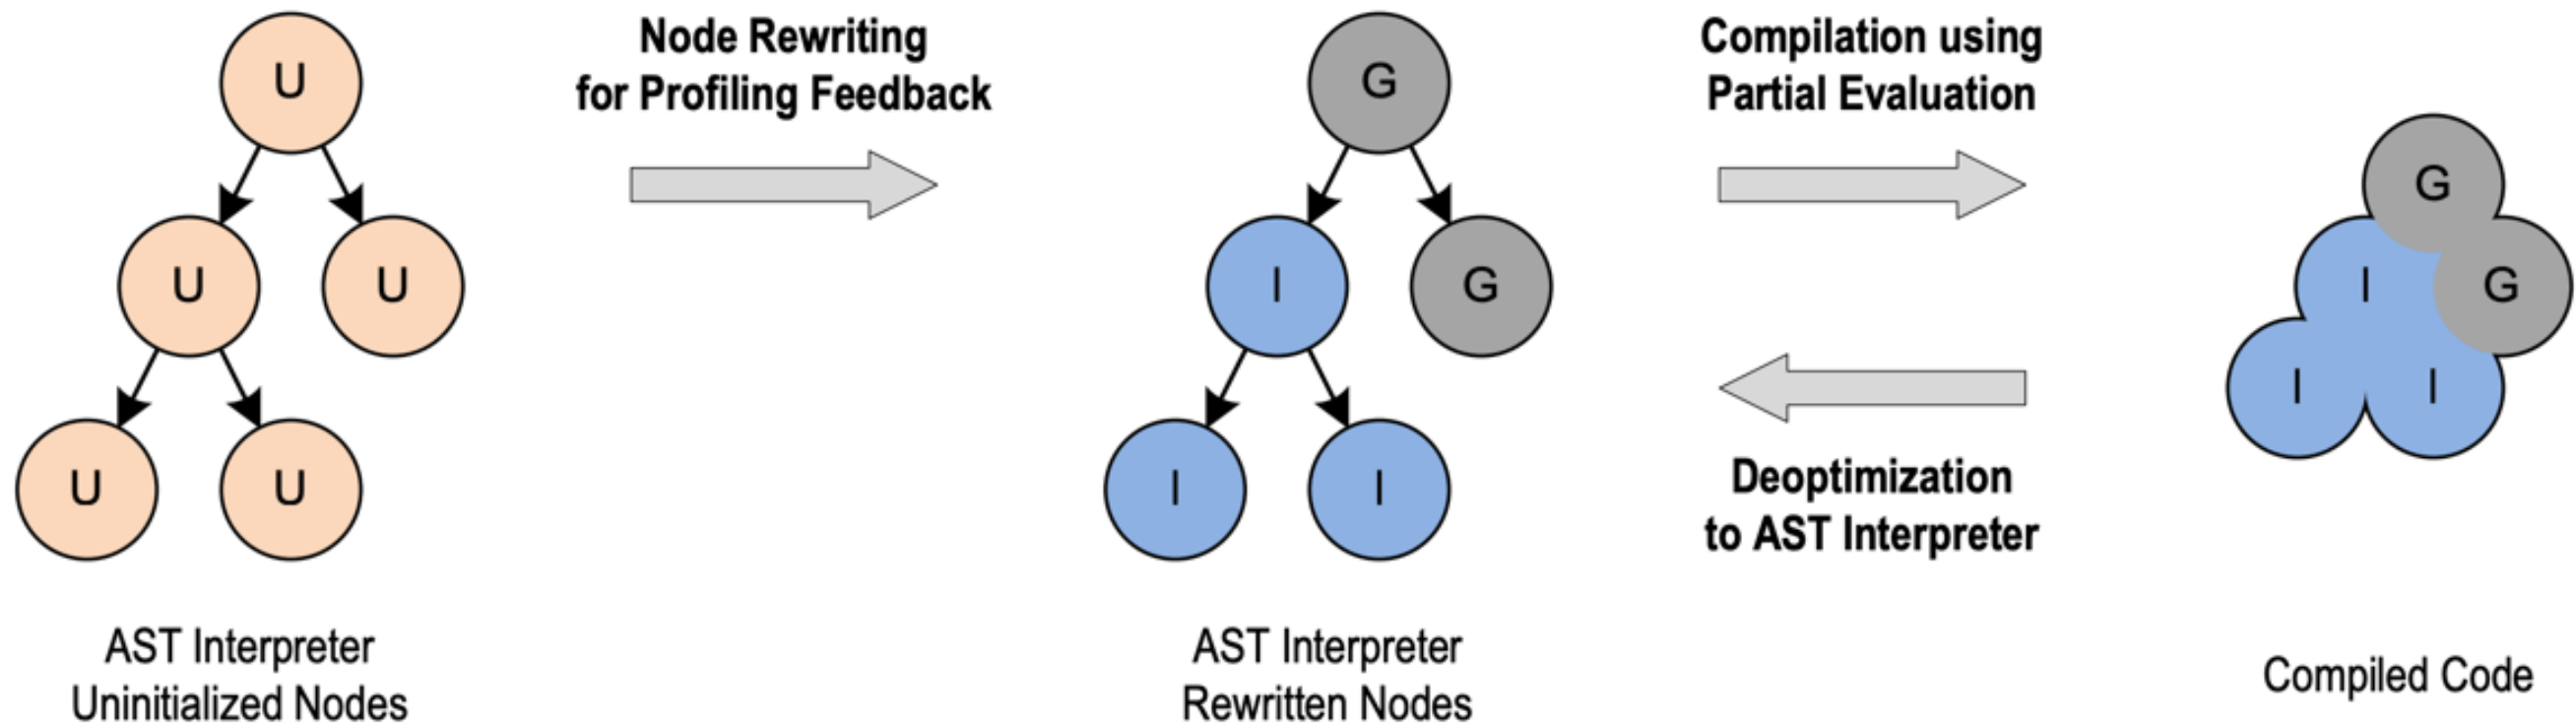 U
Node Rewriting
for Profiling Feedback
G
Compilation using
Partial Evaluation
G
U
U
I
G
I
G
U
U
I
I
I
I
Deoptimization
to AST Interpreter
AST Interpreter
Uninitialized Nodes
AST Interpreter
Rewritten Nodes
Compiled Code